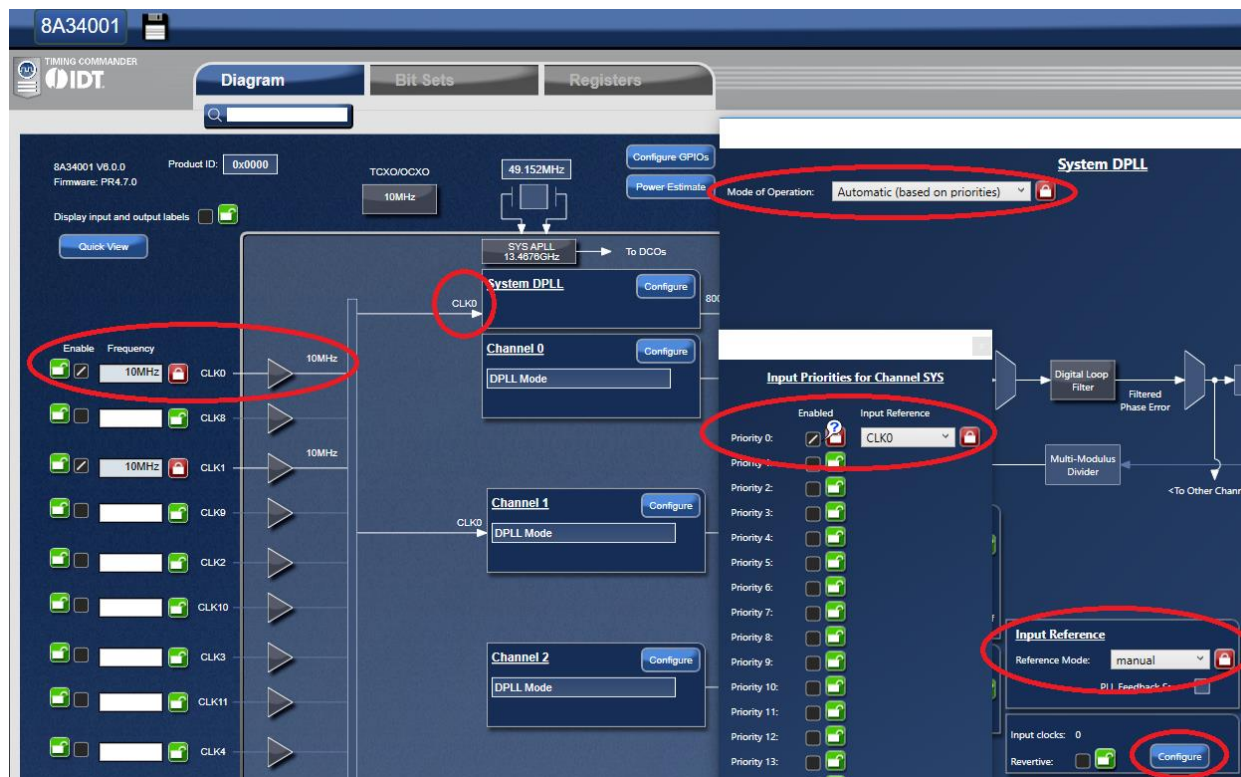 8A34001
TIMING COMMANDER
IDT.
Diagram
Bit Sets
Registers
8A34001 V6.0.0
Product ID: 0x0000
Firmware: PR4.7.0
Display input and output labels
Quick View
TCXO/OCXO
10MHz
49.152MHz
Configure GPIOs
Power Estimate
SYS APLL
13.4676GHz
To DCOs
System DPLL
Configure
CLK0
800
Channel 0
Configure
DPLL Mode
Enable Frequency
10MHz CLK0 10MHz
CLK8
10MHz CLK1 10MHz
CLK9
CLK2
CLK10
CLK3
CLK11
CLK4
CLK0
Channel 1
Configure
DPLL Mode
Channel 2
Configure
DPLL Mode
System DPLL
Mode of Operation: Automatic (based on priorities)
Input Priorities for Channel SYS
Enabled Input Reference
?
Priority 0: CLK0
Priority 1:
Priority 2:
Priority 3:
Priority 4:
Priority 5:
Priority 6:
Priority 7:
Priority 8:
Priority 9:
Priority 10:
Priority 11:
Priority 12:
Priority 13:
Digital Loop
Filter
Filtered
Phase Error
Multi-Modulus
Divider
<To Other Chann
Input Reference
Reference Mode: manual
PLL Feedback
Input clocks: 0
Revertive:
Configure